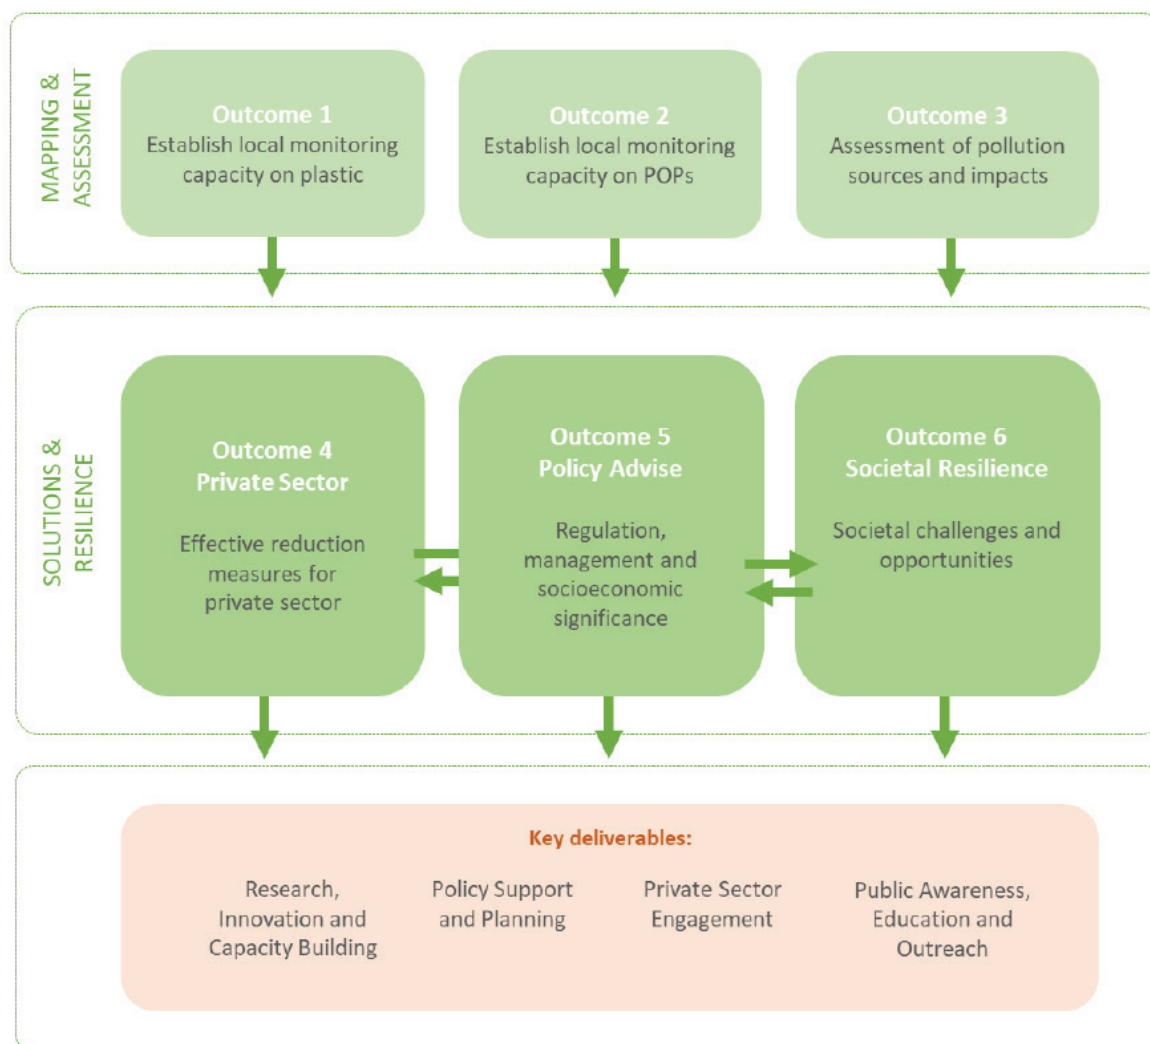 MAPPING &
ASSESSMENT
Outcome 1
Establish local monitoring
capacity on plastic
Outcome 2
Establish local monitoring
capacity on POPs
Outcome 3
Assessment of pollution
sources and impacts
SOLUTIONS &
RESILIENCE
Outcome 4
Private Sector
Effective reduction
measures for
private sector
Outcome 5
Policy Advise
Regulation,
management and
socioeconomic
significance
Outcome 6
Societal Resilience
Societal challenges and
opportunities
Key deliverables:
Research,
Innovation and
Capacity Building
Policy Support
and Planning
Private Sector
Engagement
Public Awareness,
Education and
Outreach